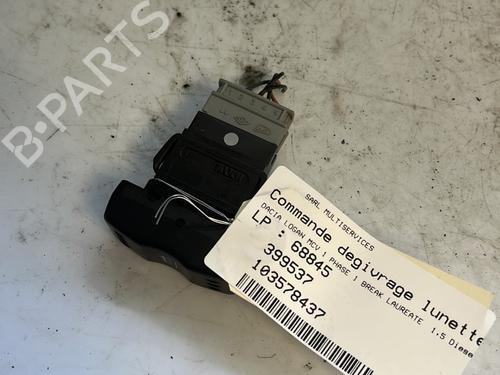 B-PARTS
SARL MULTISERVICES
Commande degivrage lunette
DACIA LOGAN MCV 1 PHASE 1 BREAK LAUREATE 1.5 Diese
LP : 68845
399537
103578437